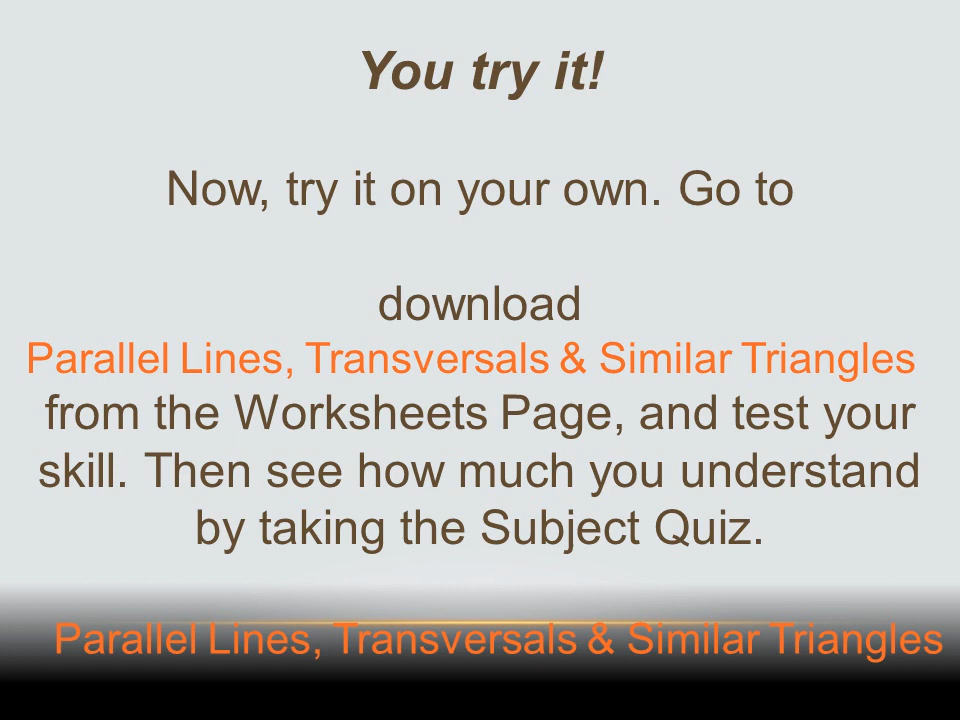 You try it!
Now, try it on your own. Go to
download
Parallel Lines, Transversals & Similar Triangles
from the Worksheets Page, and test your
skill. Then see how much you understand
by taking the Subject Quiz.
Parallel Lines, Transversals & Similar Triangles